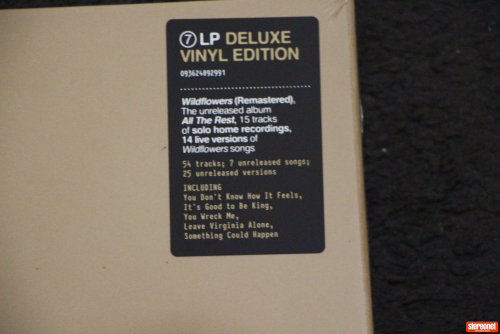 7 LP DELUXE
VINYL EDITION
093624892991
Wildflowers (Remastered),
The unreleased album
All The Rest, 15 tracks
of solo home recordings,
14 live versions of
Wildflowers songs
54 tracks; 7 unreleased songs;
25 unreleased versions
INCLUDING
You Don't Know How It Feels,
It's Good to Be King,
You Wreck Me,
Leave Virginia Alone,
Something Could Happen
stereonet